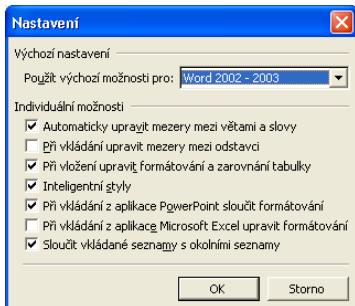 Nastavení
Výchozí nastavení
Použít výchozí možnosti pro: Word 2002 - 2003
Individuální možnosti
Automaticky upravit mezery mezi větami a slovy
Při vkládání upravit mezery mezi odstavci
Při vložení upravit formátování a zarovnání tabulky
Inteligentní styly
Při vkládání z aplikace PowerPoint sloučit formátování
Při vkládání z aplikace Microsoft Excel upravit formátování
Sloučit vkládané seznamy s okolními seznamy
OK Storno